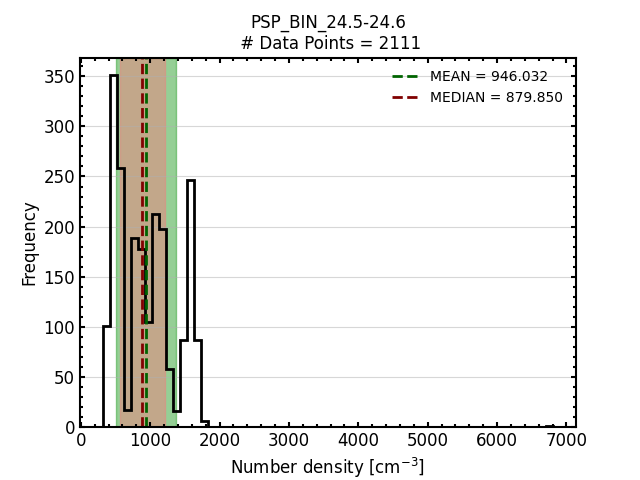 PSP_BIN_24.5-24.6
# Data Points = 2111
MEAN = 946.032
MEDIAN = 879.850
350
300
250
200
150
100
50
0
Frequency
0 1000 2000 3000 4000 5000 6000 7000
Number density [cm⁻³]